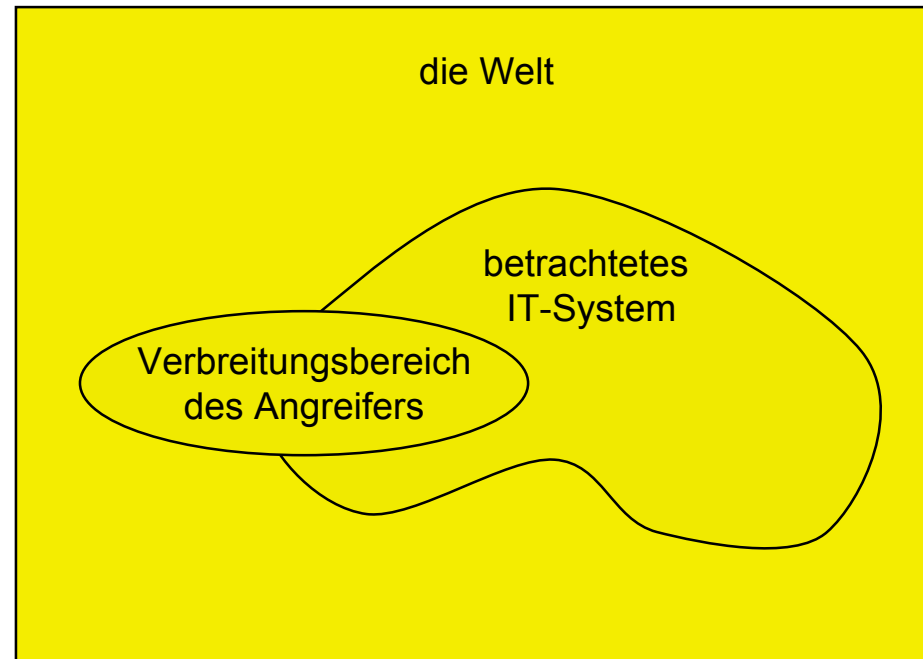 die Welt
betrachtetes
IT-System
Verbreitungsbereich
des Angreifers